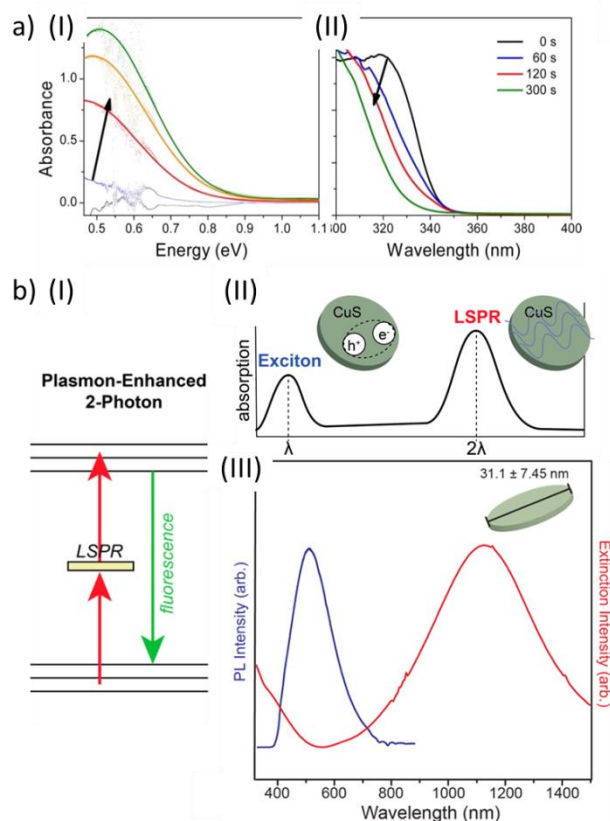 a) (I)
(II)
Absorbance
1.0
0.5
0.0
0.5 0.6 0.7 0.8 0.9 1.0 1.1
Energy (eV)
0 s
60 s
120 s
300 s
00 320 340 360 380 400
Wavelength (nm)
b) (I)
Plasmon-Enhanced
2-Photon
LSPR
fluorescence
(II)
absorption
Exciton
CuS
h+
e-
LSPR
CuS
λ
2λ
(III)
31.1 ± 7.45 nm
PL Intensity (arb.)
Extinction Intensity (arb.)
400 600 800 1000 1200 1400
Wavelength (nm)